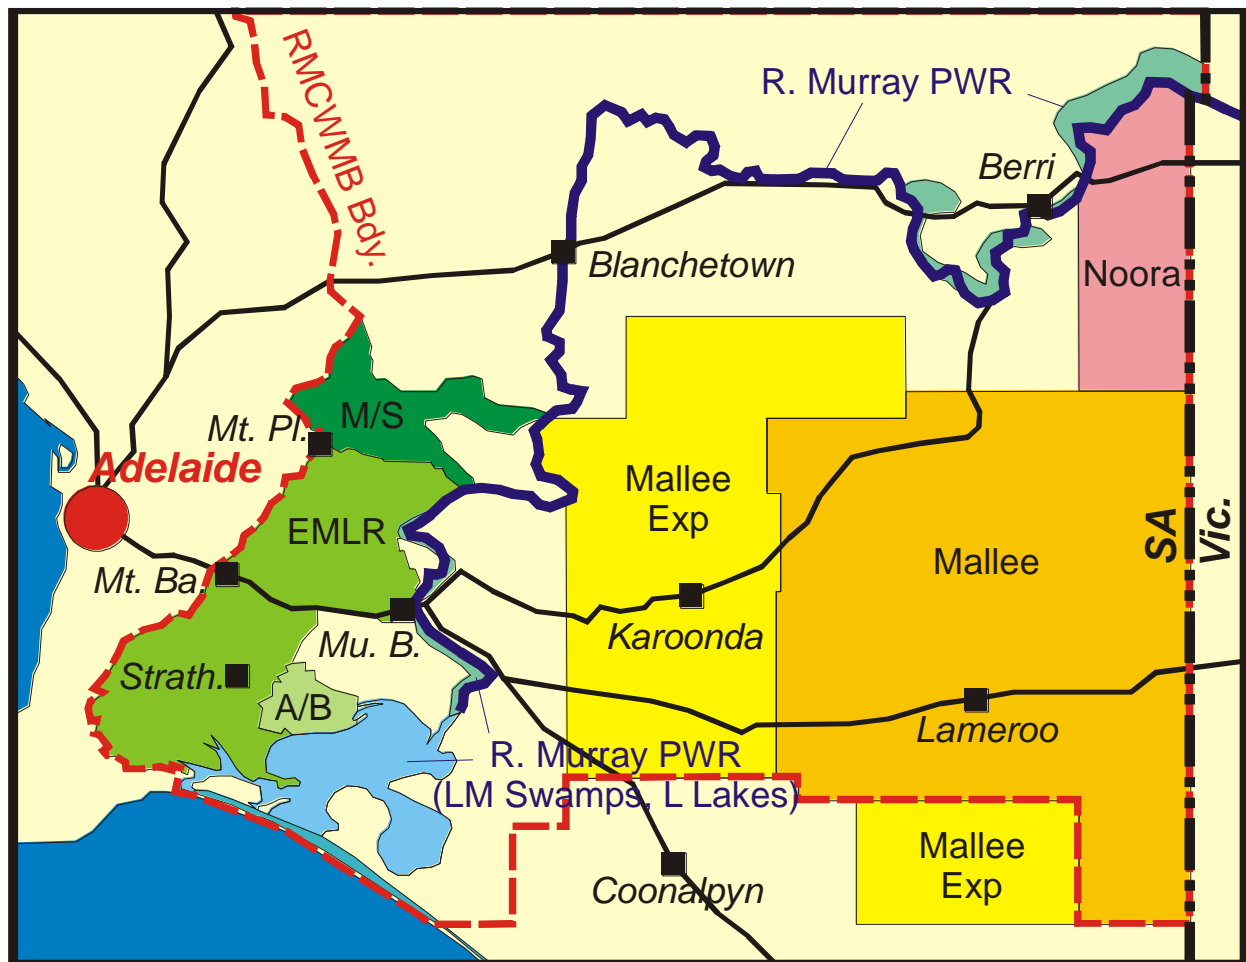 RMCWMB Bdy.
R. Murray PWR
Berri
Blanchetown
Noora
Mt. Pl.
M/S
Adelaide
Mallee
Exp
EMLR
SA
Vic.
Mallee
Mt. Ba.
Karoonda
Mu. B.
Strath.
A/B
Lameroo
R. Murray PWR
(LM Swamps, L Lakes)
Mallee
Exp
Coonalpyn